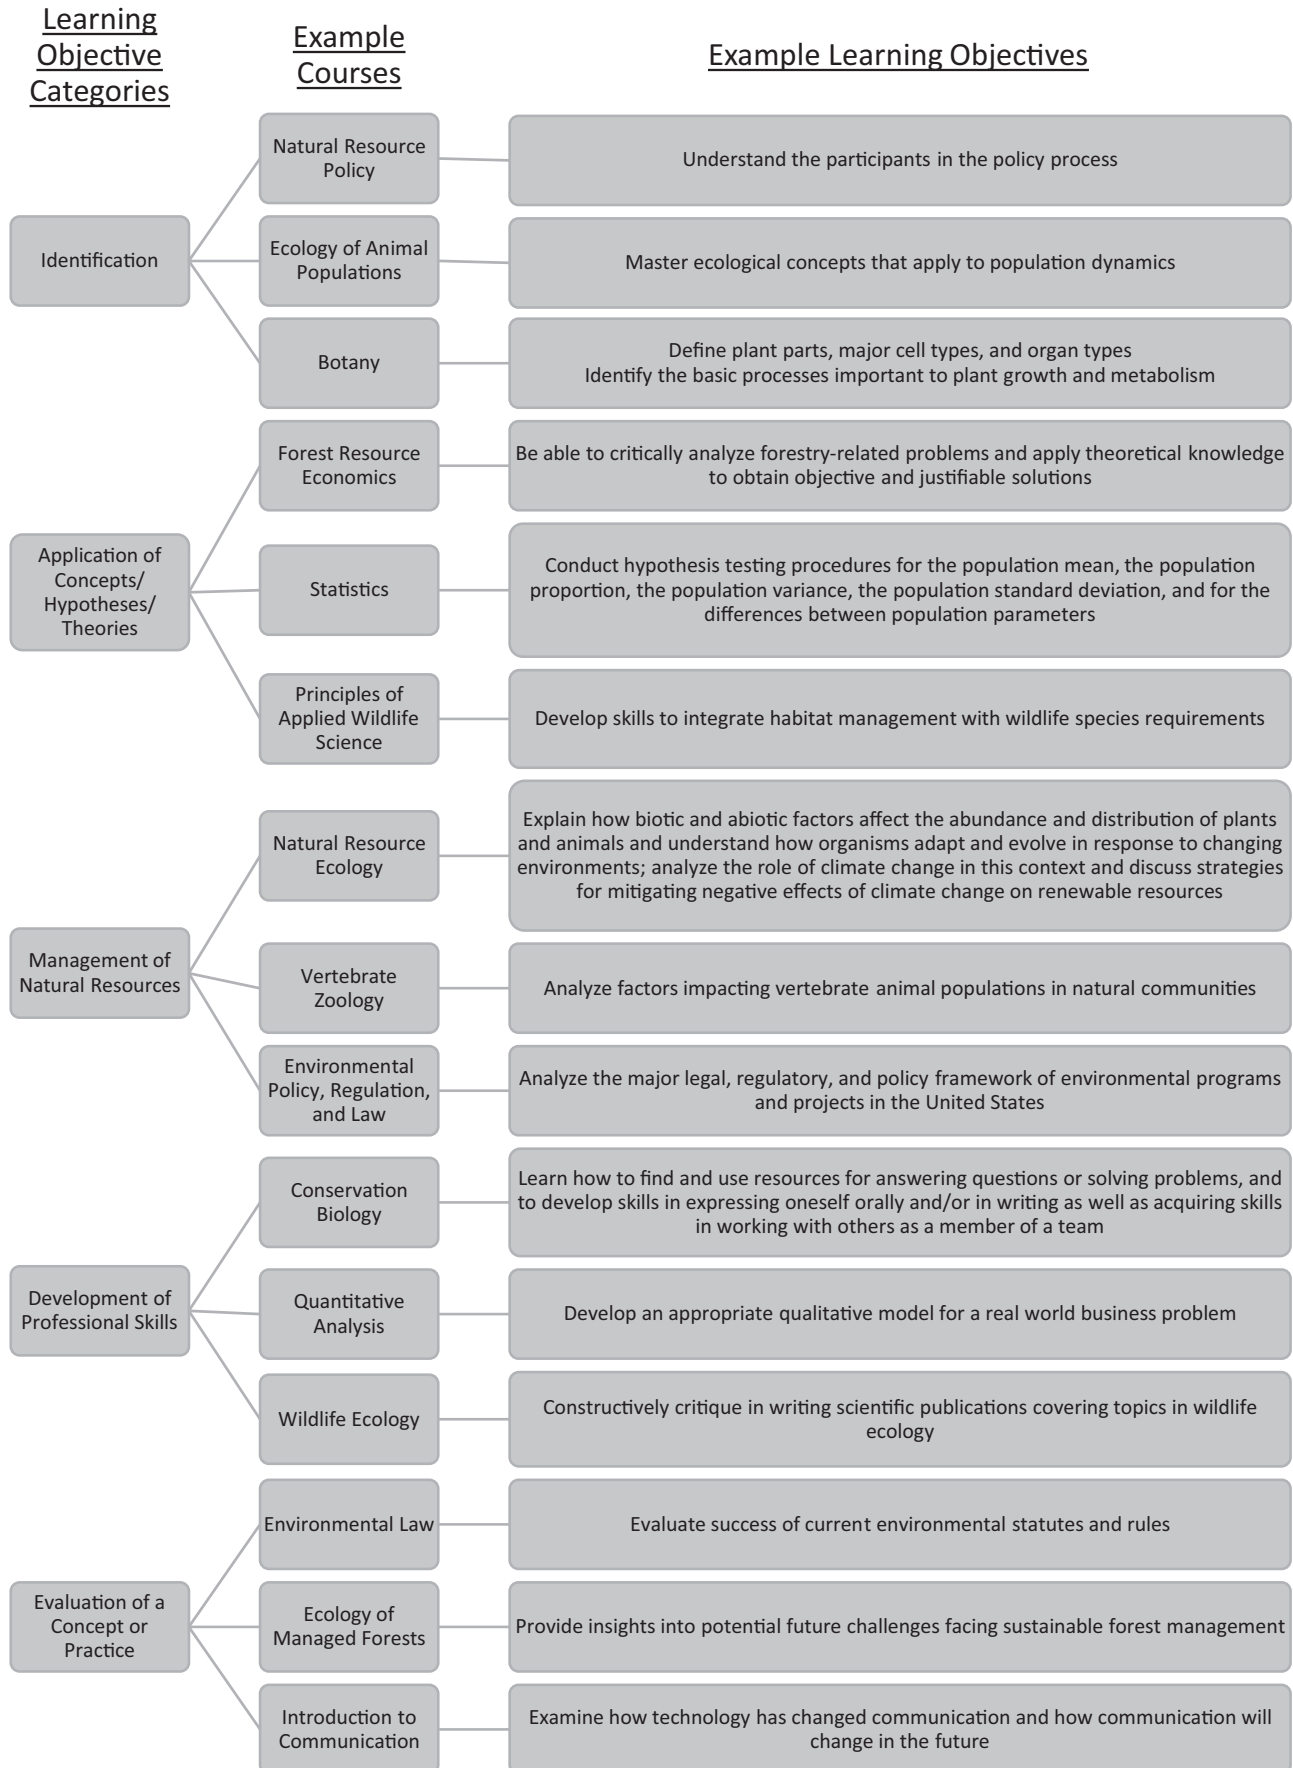 Learning
Objective
Categories
Example
Courses
Example Learning Objectives
Identification
Natural Resource
Policy
Understand the participants in the policy process
Ecology of Animal
Populations
Master ecological concepts that apply to population dynamics
Botany
Define plant parts, major cell types, and organ types
Identify the basic processes important to plant growth and metabolism
Application of
Concepts/
Hypotheses/
Theories
Forest Resource
Economics
Be able to critically analyze forestry-related problems and apply theoretical knowledge
to obtain objective and justifiable solutions
Statistics
Conduct hypothesis testing procedures for the population mean, the population
proportion, the population variance, the population standard deviation, and for the
differences between population parameters
Principles of
Applied Wildlife
Science
Develop skills to integrate habitat management with wildlife species requirements
Management of
Natural Resources
Natural Resource
Ecology
Explain how biotic and abiotic factors affect the abundance and distribution of plants
and animals and understand how organisms adapt and evolve in response to changing
environments; analyze the role of climate change in this context and discuss strategies
for mitigating negative effects of climate change on renewable resources
Vertebrate
Zoology
Analyze factors impacting vertebrate animal populations in natural communities
Environmental
Policy, Regulation,
and Law
Analyze the major legal, regulatory, and policy framework of environmental programs
and projects in the United States
Development of
Professional Skills
Conservation
Biology
Learn how to find and use resources for answering questions or solving problems, and
to develop skills in expressing oneself orally and/or in writing as well as acquiring skills
in working with others as a member of a team
Quantitative
Analysis
Develop an appropriate qualitative model for a real world business problem
Wildlife Ecology
Constructively critique in writing scientific publications covering topics in wildlife
ecology
Evaluation of a
Concept or
Practice
Environmental Law
Evaluate success of current environmental statutes and rules
Ecology of
Managed Forests
Provide insights into potential future challenges facing sustainable forest management
Introduction to
Communication
Examine how technology has changed communication and how communication will
change in the future